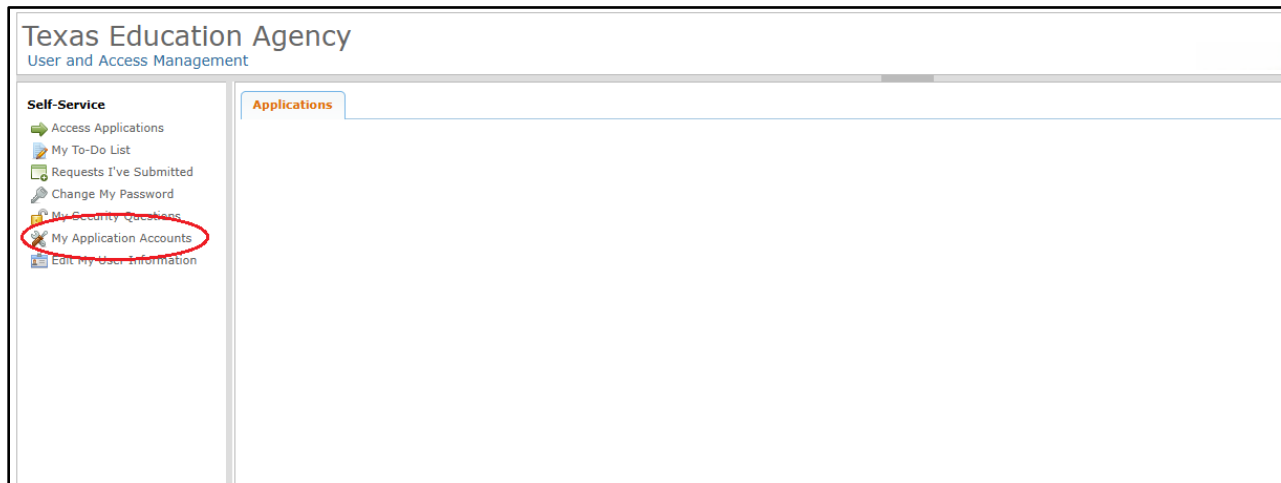 Texas Education Agency
User and Access Management
Self-Service
Access Applications
My To-Do List
Requests I've Submitted
Change My Password
My Security Questions
My Application Accounts
Edit My User Information
Applications